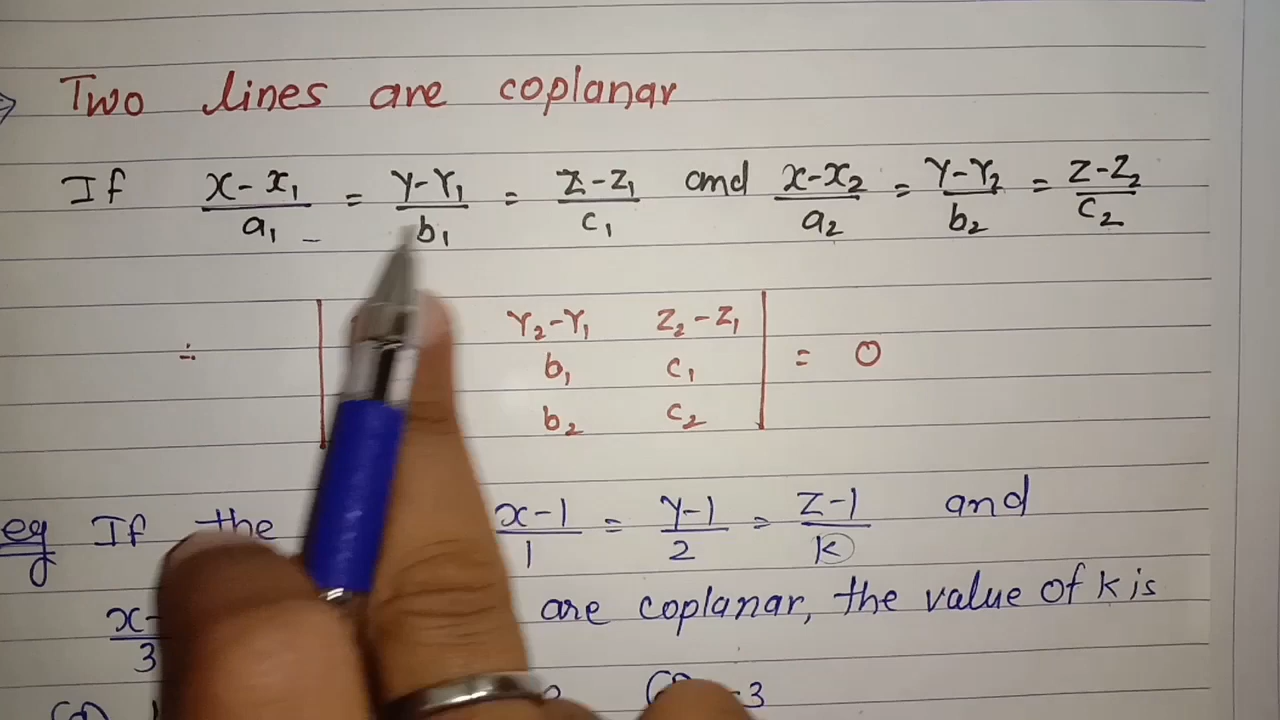 Two lines are coplanar
If x-x₁/a₁ = y-y₁/b₁ = z-z₁/c₁ and x-x₂/a₂ = y-y₂/b₂ = z-z₂/c₂
÷ | y₂-y₁ z₂-z₁ | = 0
b₁ c₁
b₂ c₂
eg If the x-1/1 = y-1/2 = z-1/k and
x-/3 are coplanar, the value of k is
-3